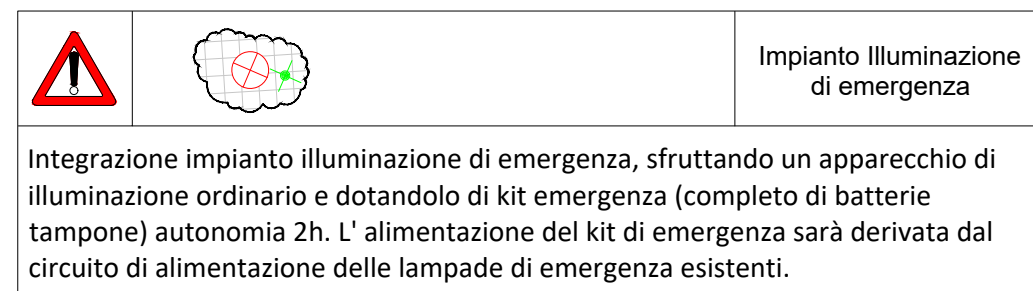 Impianto Illuminazione
di emergenza
Integrazione impianto illuminazione di emergenza, sfruttando un apparecchio di
illuminazione ordinario e dotandolo di kit emergenza (completo di batterie
tampone) autonomia 2h. L' alimentazione del kit di emergenza sarà derivata dal
circuito di alimentazione delle lampade di emergenza esistenti.